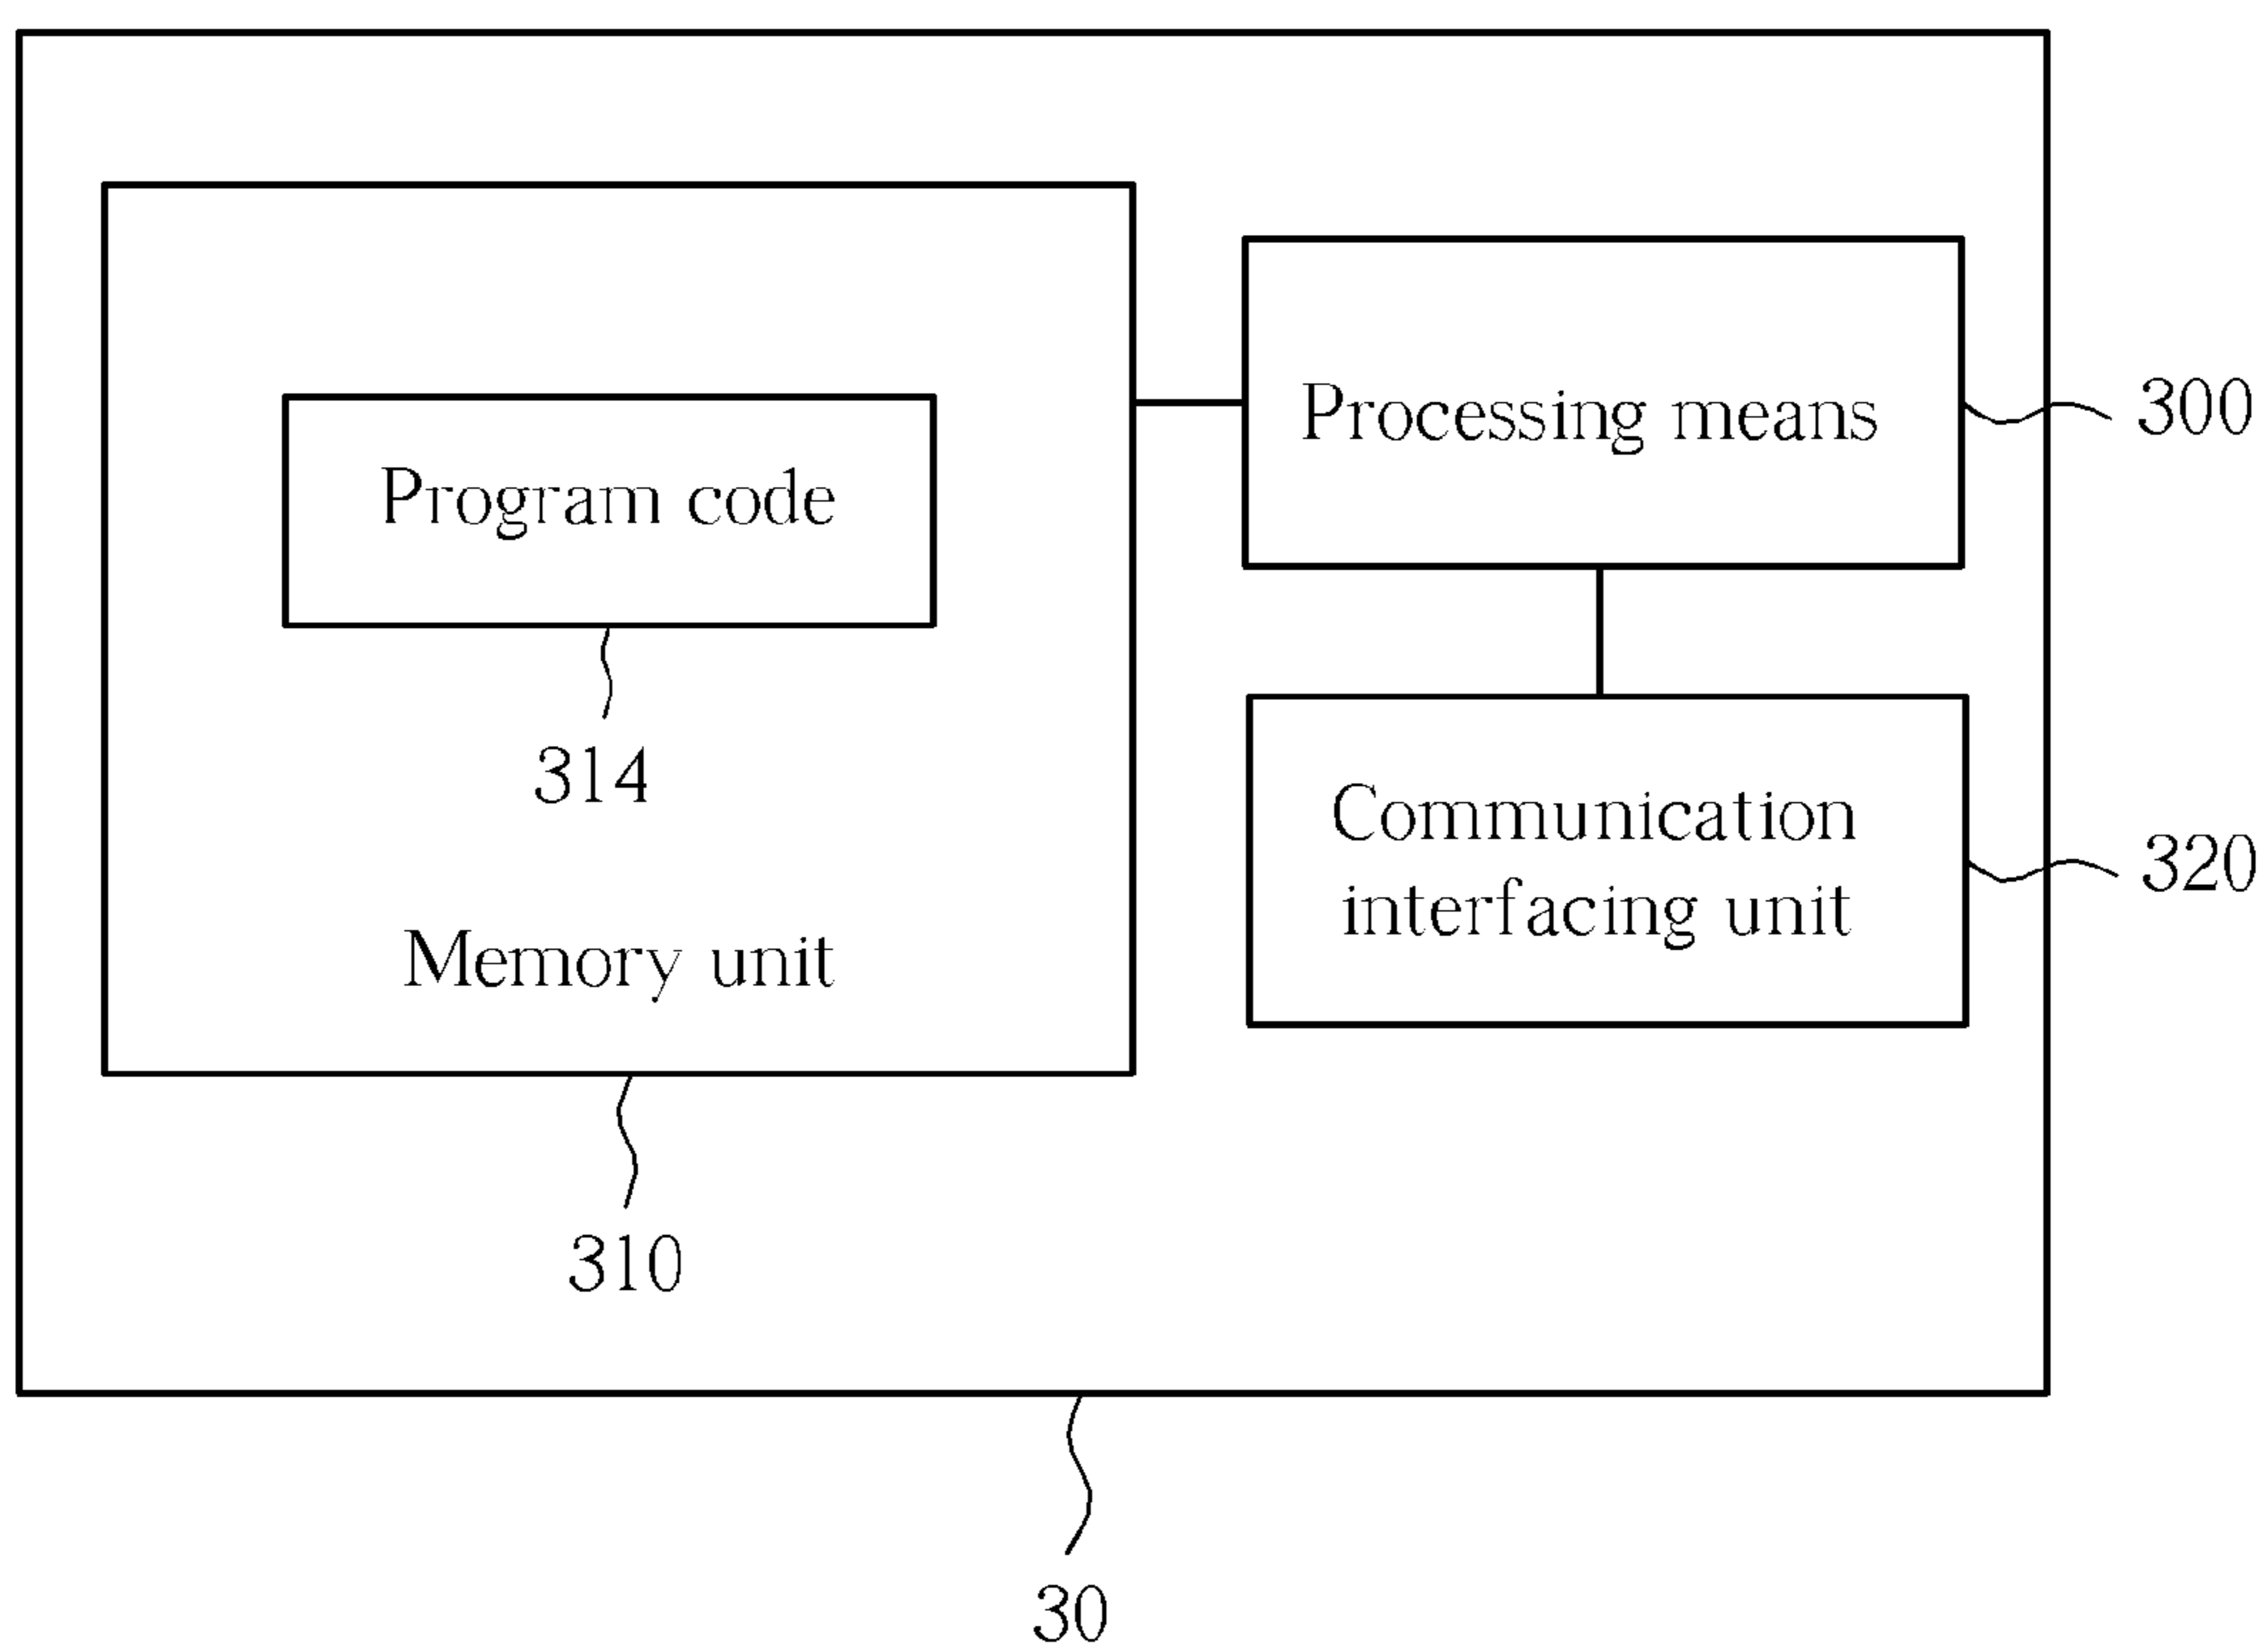 Processing means
300
Program code
314
Communication
interfacing unit
320
Memory unit
310
30